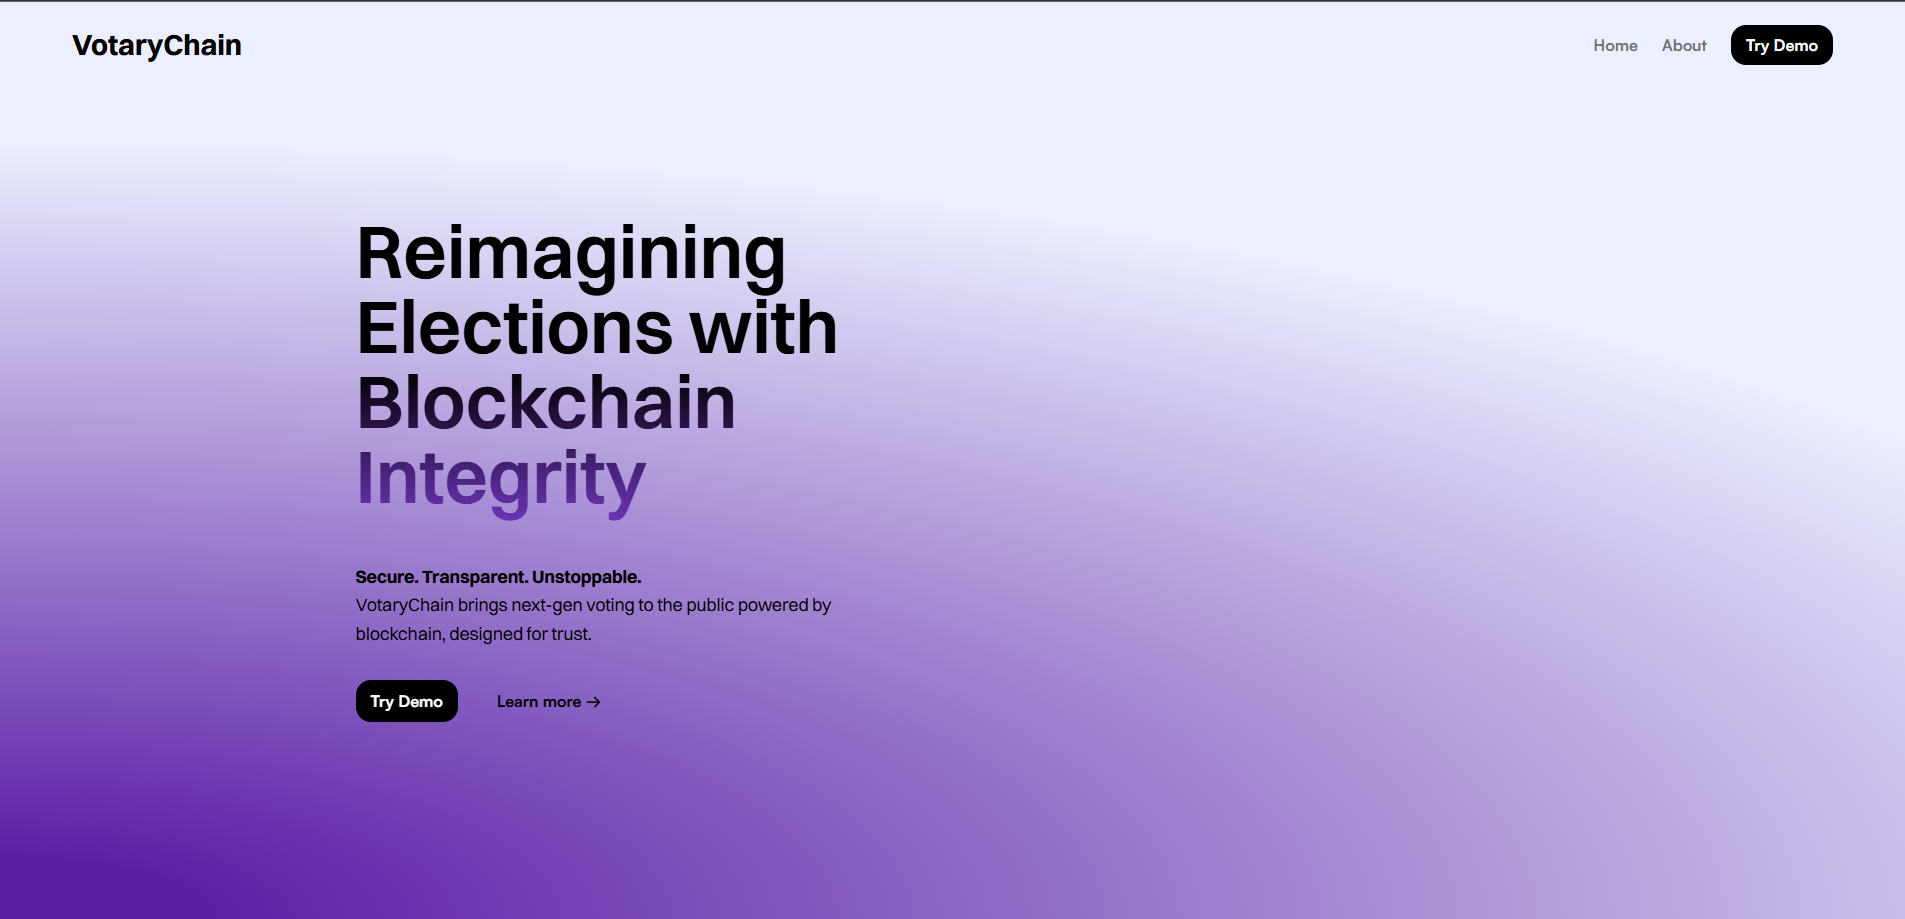 VotaryChain
Home
About
Try Demo
Reimagining
Elections with
Blockchain
Integrity
Secure. Transparent. Unstoppable.
VotaryChain brings next-gen voting to the public powered by
blockchain, designed for trust.
Try Demo
Learn more →